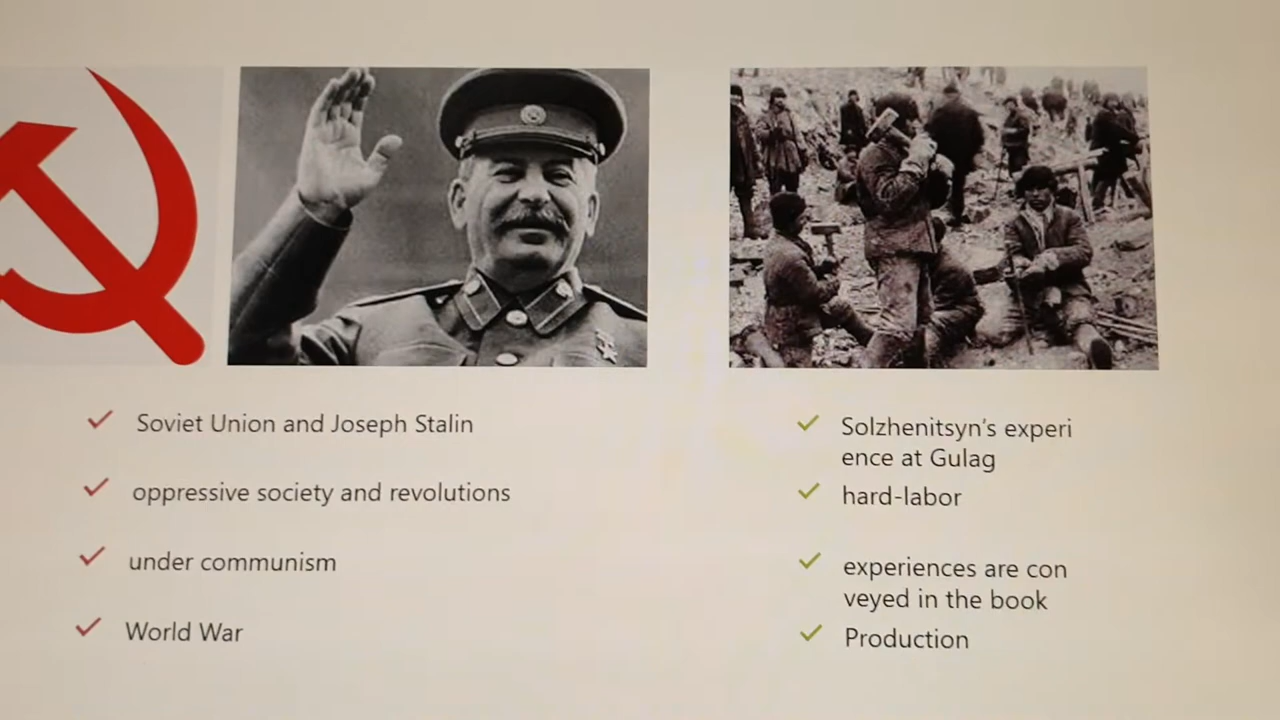 Soviet Union and Joseph Stalin
oppressive society and revolutions
under communism
World War
Solzhenitsyn's experi
ence at Gulag
hard-labor
experiences are con
veyed in the book
Production